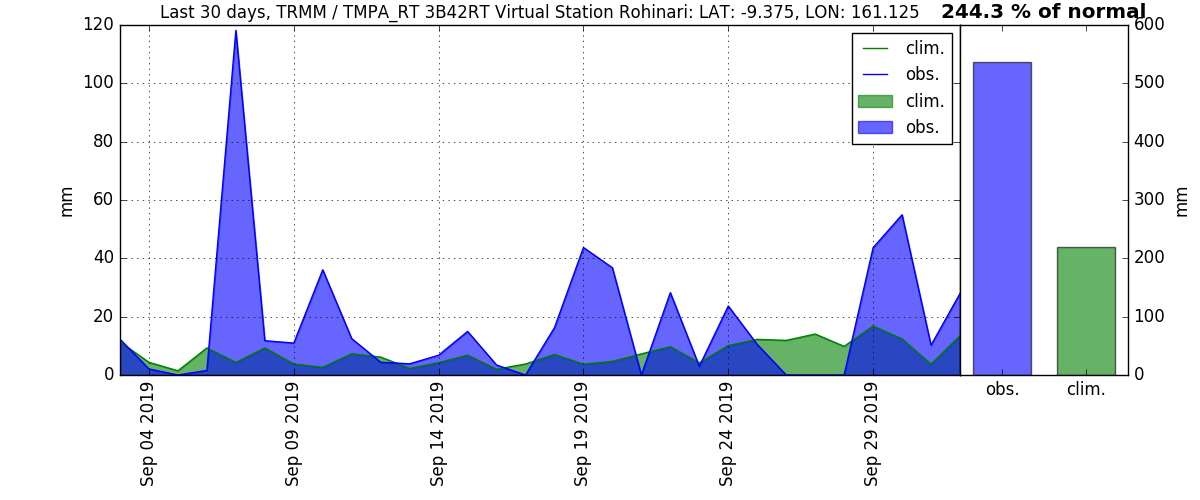 Last 30 days, TRMM / TMPA_RT 3B42RT Virtual Station Rohinari: LAT: -9.375, LON: 161.125
244.3 % of normal
120
100
80
60
40
20
0
mm
clim.
obs.
clim.
obs.
600
500
400
300
200
100
0
mm
Sep 04 2019
Sep 09 2019
Sep 14 2019
Sep 19 2019
Sep 24 2019
Sep 29 2019
obs.
clim.